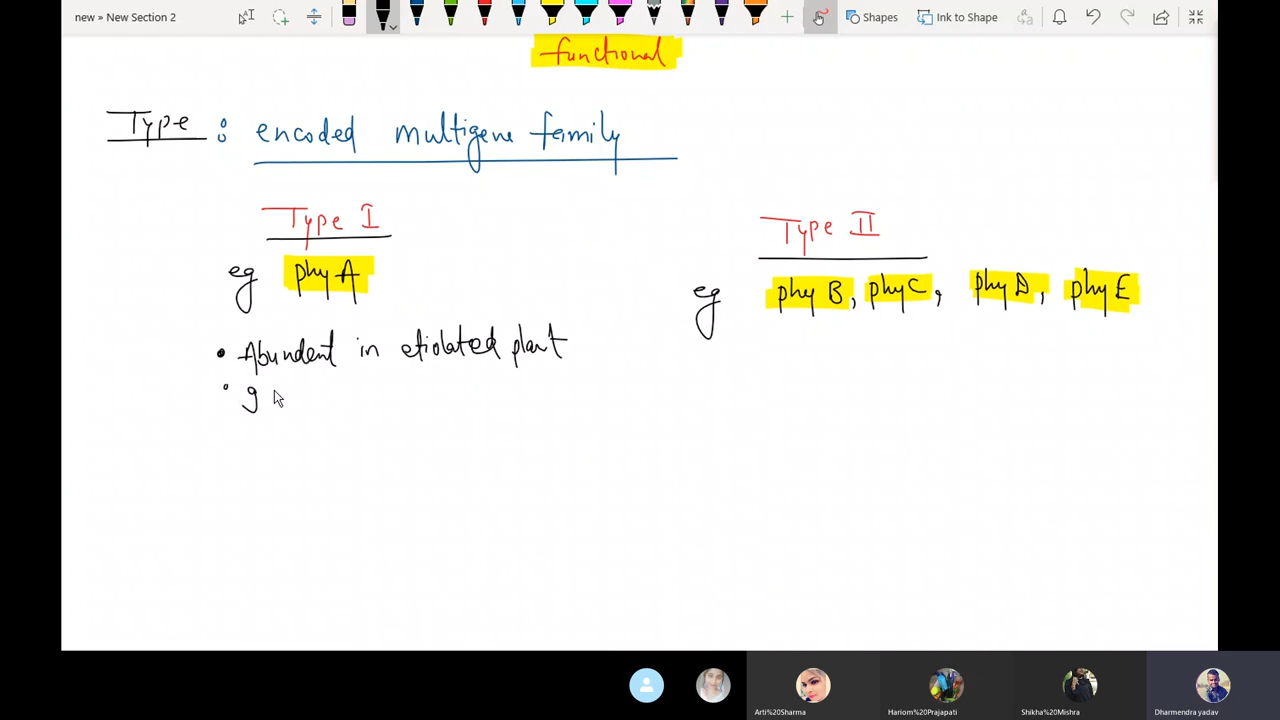 new » New Section 2
Shapes
Ink to Shape
functional
Type : encoded multigene family
Type I
Type II
eg phy A
eg phy B, phy C, phy D, phy E
• Abundent in etiolated plant
• g
Arti%20Sharma
Hariom%20Prajapati
Shikha%20Mishra
Dharmendra yadav